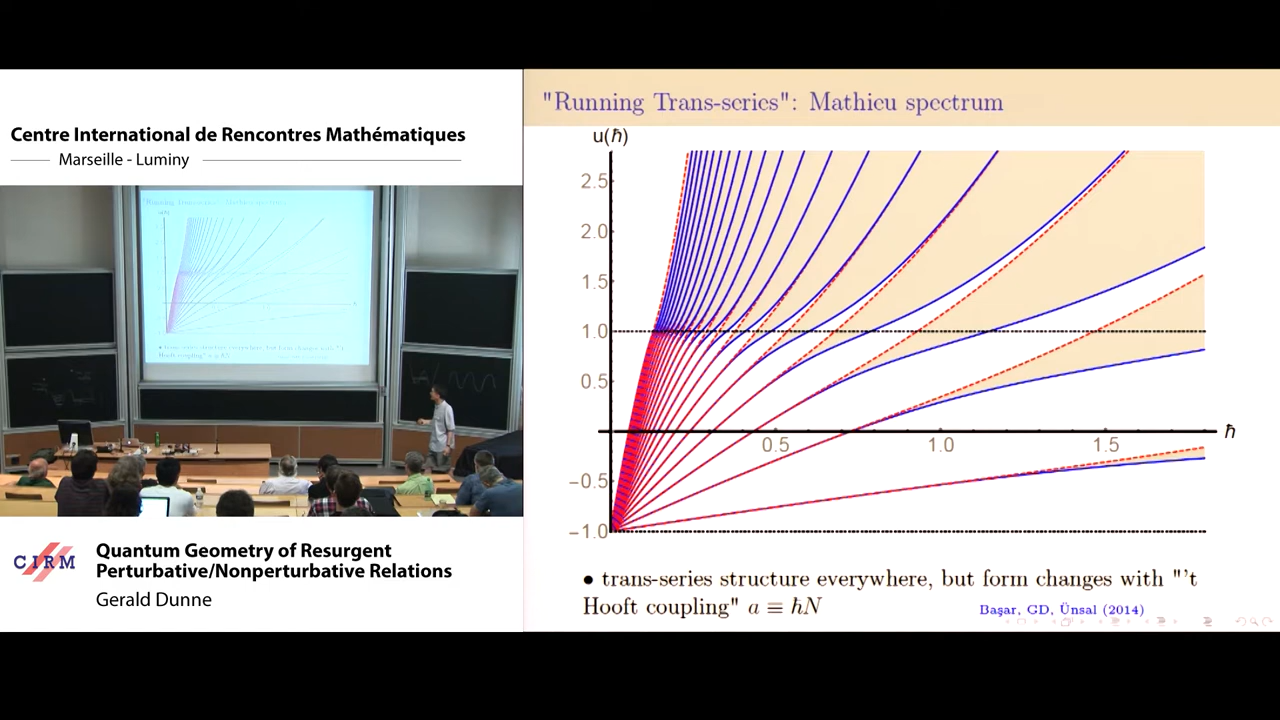 Centre International de Rencontres Mathématiques
Marseille - Luminy
CIRM
Quantum Geometry of Resurgent
Perturbative/Nonperturbative Relations
Gerald Dunne
"Running Trans-series": Mathieu spectrum
u(ℏ)
2.5
2.0
1.5
1.0
0.5
0.5
1.0
1.5
ℏ
−0.5
−1.0
• trans-series structure everywhere, but form changes with "'t
Hooft coupling" a ≡ ℏN
Başar, GD, Ünsal (2014)